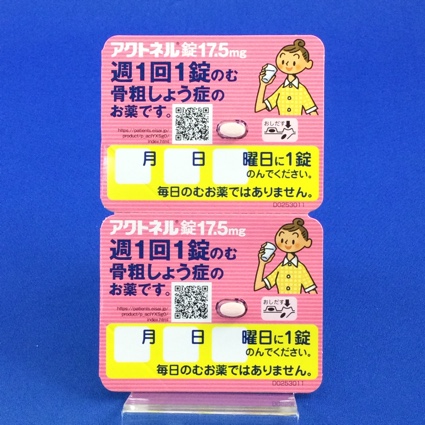 アクトネル®錠17.5mg
週1回1錠のむ
骨粗しょう症の
お薬です。
おしだす
月 日 曜日に1錠
のんでください。
毎日のむお薬ではありません。
DG253011
アクトネル®錠17.5mg
週1回1錠のむ
骨粗しょう症の
お薬です。
おしだす
月 日 曜日に1錠
のんでください。
毎日のむお薬ではありません。
DG253011